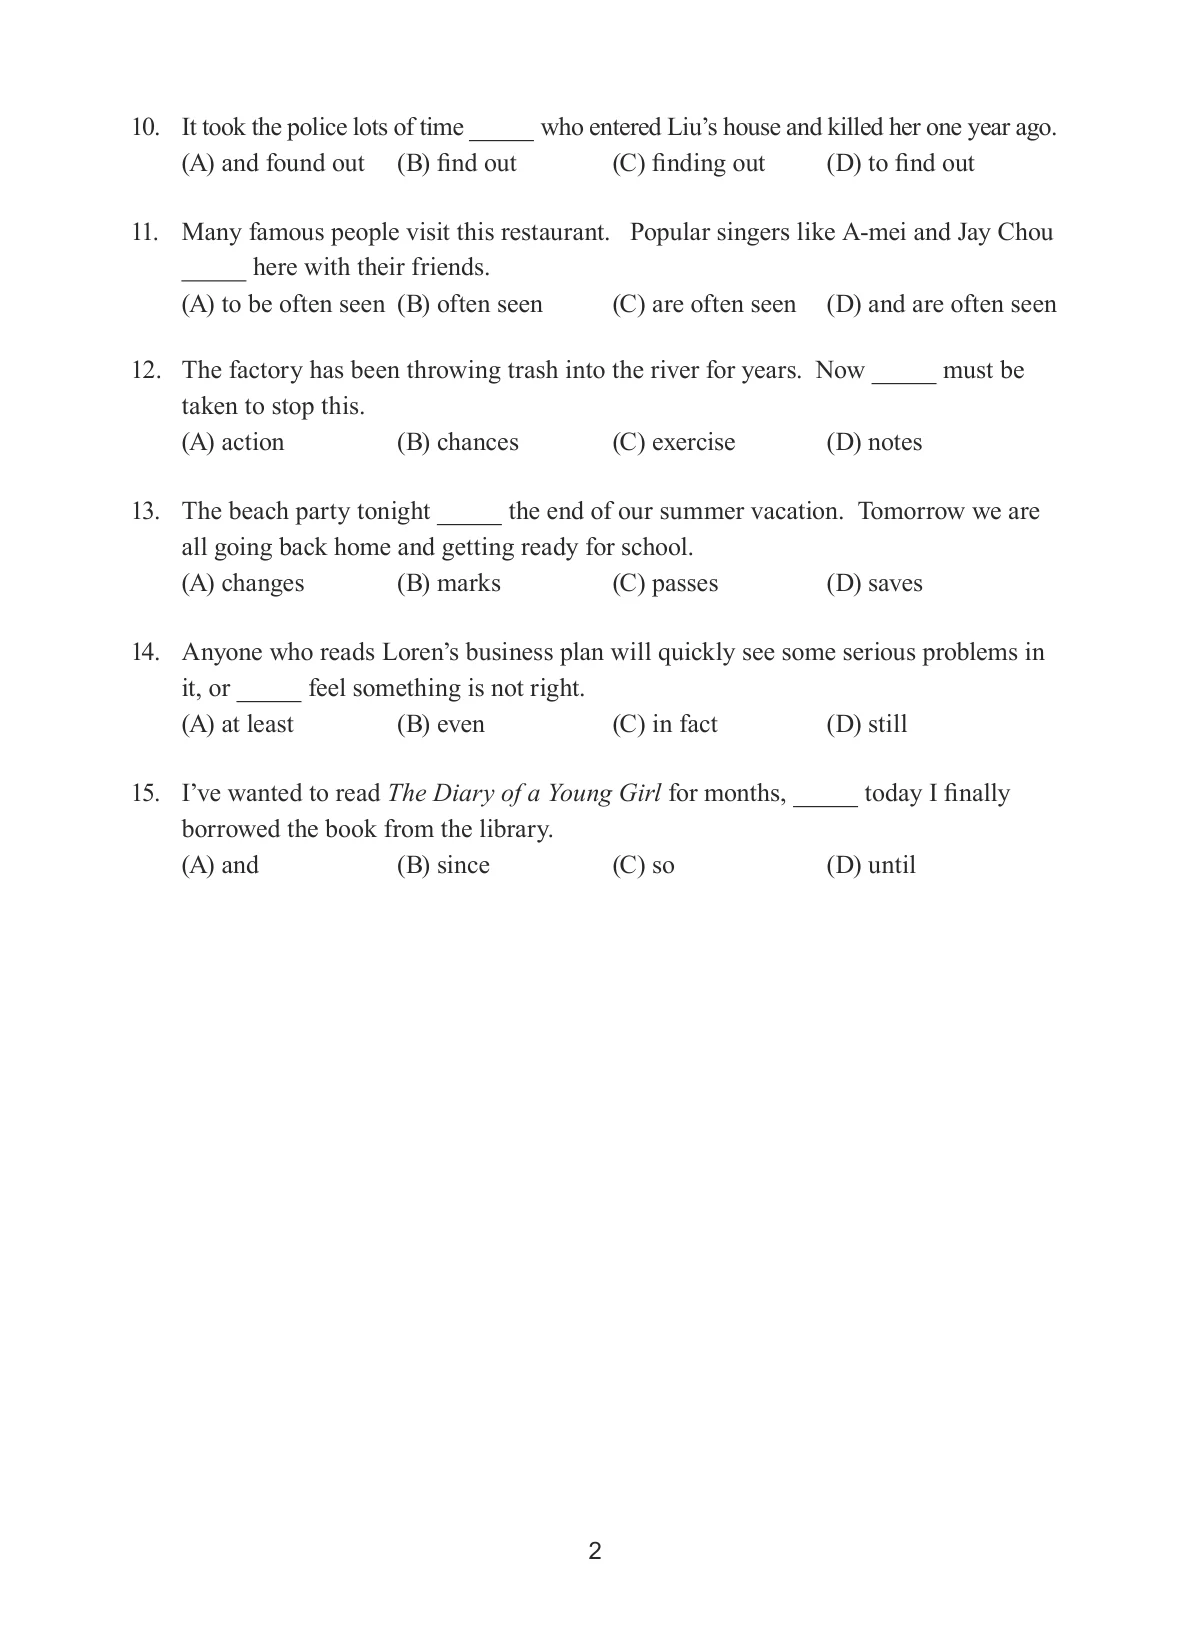 10. It took the police lots of time _____ who entered Liu’s house and killed her one year ago.
(A) and found out (B) find out (C) finding out (D) to find out
11. Many famous people visit this restaurant. Popular singers like A-mei and Jay Chou
_____ here with their friends.
(A) to be often seen (B) often seen (C) are often seen (D) and are often seen
12. The factory has been throwing trash into the river for years. Now _____ must be
taken to stop this.
(A) action (B) chances (C) exercise (D) notes
13. The beach party tonight _____ the end of our summer vacation. Tomorrow we are
all going back home and getting ready for school.
(A) changes (B) marks (C) passes (D) saves
14. Anyone who reads Loren’s business plan will quickly see some serious problems in
it, or _____ feel something is not right.
(A) at least (B) even (C) in fact (D) still
15. I’ve wanted to read The Diary of a Young Girl for months, _____ today I finally
borrowed the book from the library.
(A) and (B) since (C) so (D) until
2